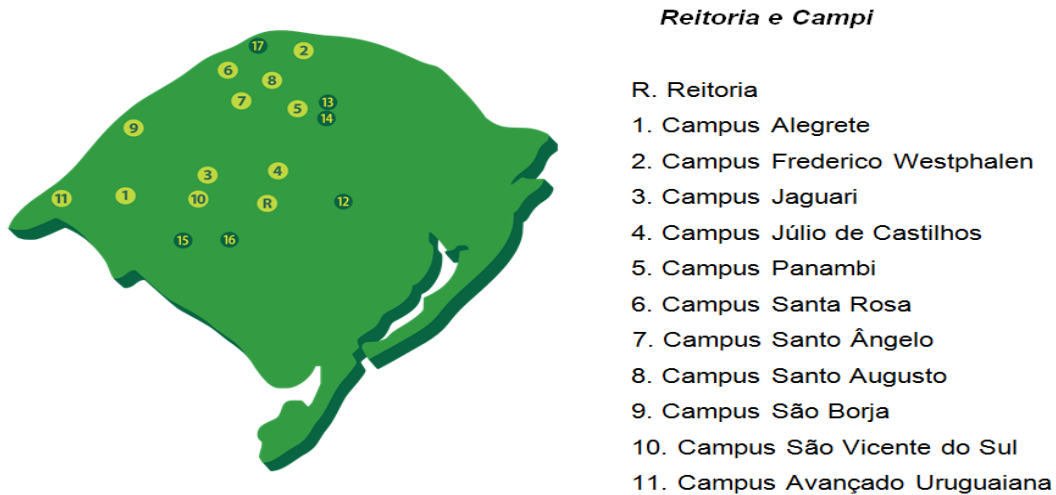 Reitoria e Campi
R. Reitoria
1. Campus Alegrete
2. Campus Frederico Westphalen
3. Campus Jaguari
4. Campus Júlio de Castilhos
5. Campus Panambi
6. Campus Santa Rosa
7. Campus Santo Ângelo
8. Campus Santo Augusto
9. Campus São Borja
10. Campus São Vicente do Sul
11. Campus Avançado Uruguaiana
17
2
6
8
7
5
13
14
9
3
4
11
1
10
R
12
15
16